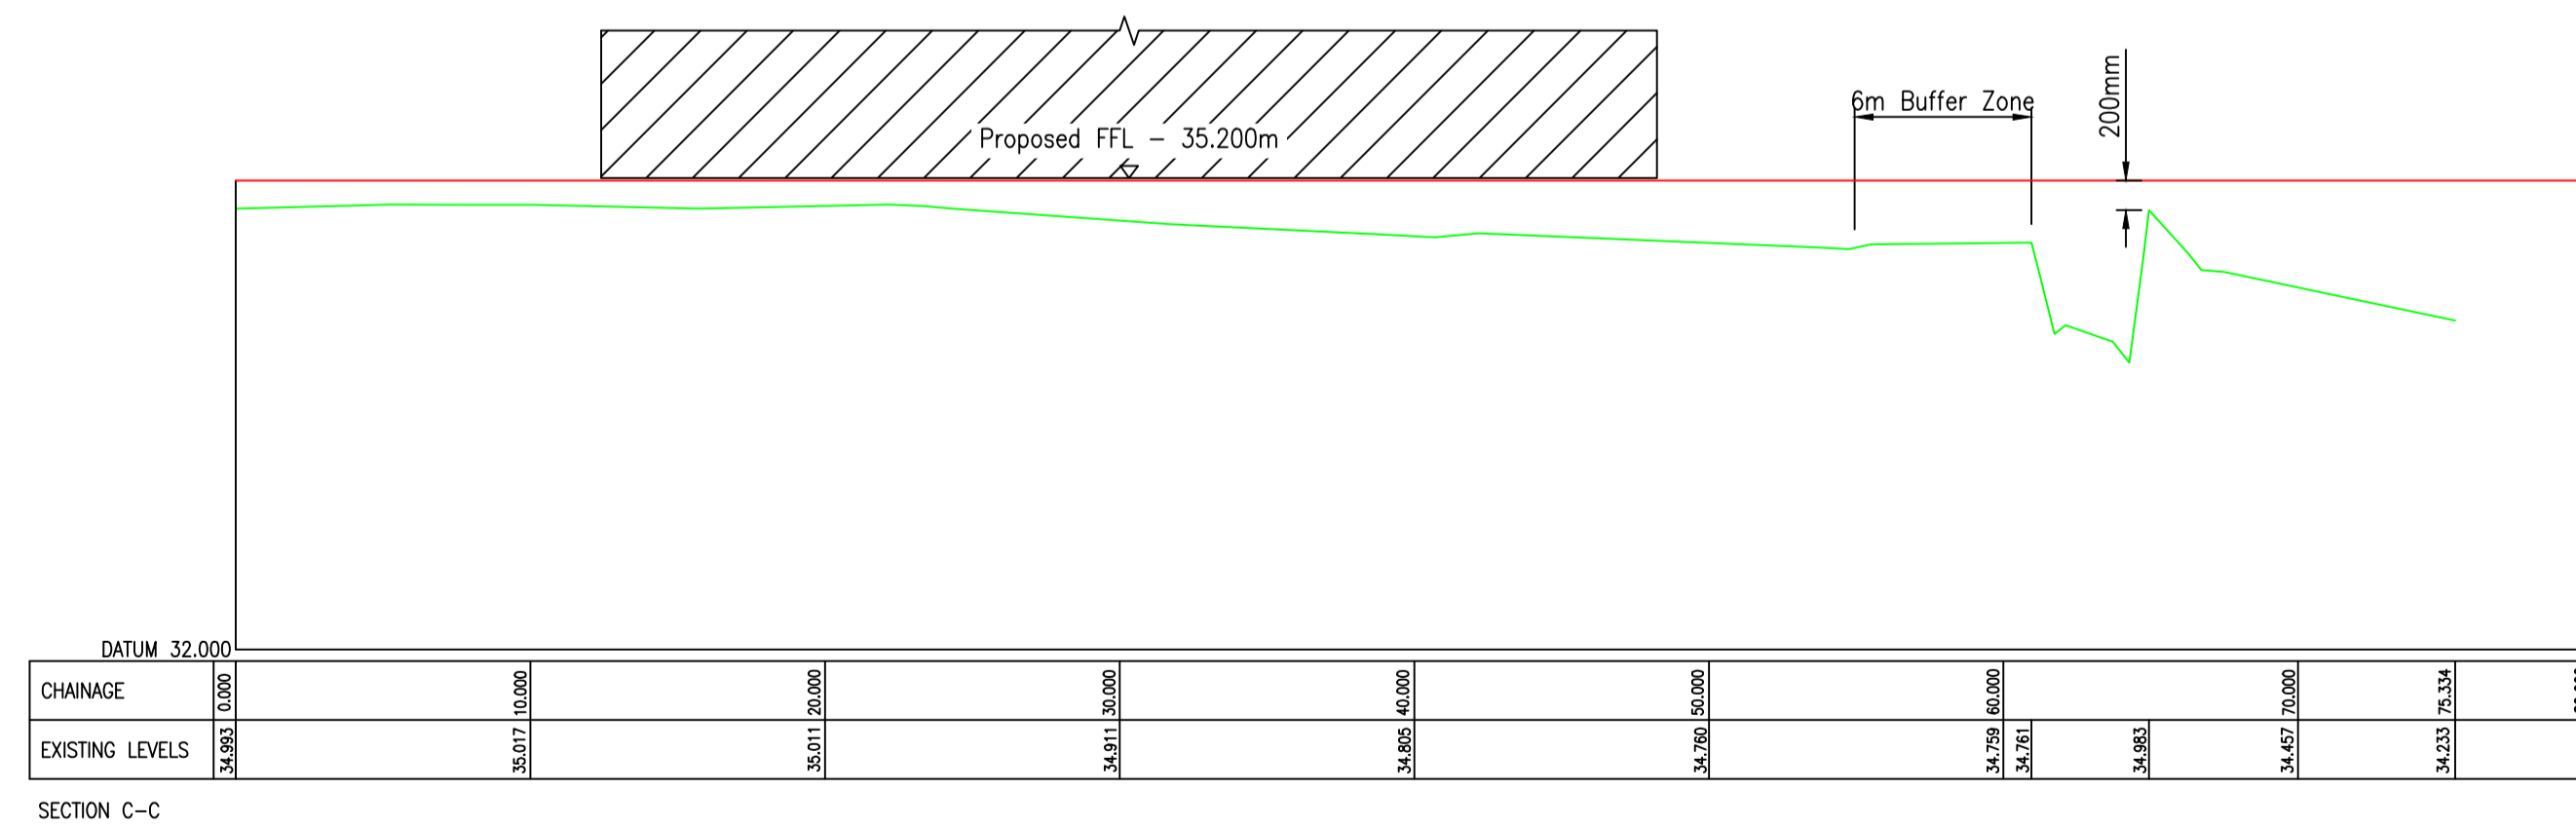 200mm
6m Buffer Zone
Proposed FFL - 35.200m
DATUM 32.000
CHAINAGE 0.000 10.000 20.000 30.000 40.000 50.000 60.000 70.000 75.334
EXISTING LEVELS 34.993 35.017 35.011 34.911 34.805 34.760 34.759 34.761 34.983 34.457 34.233
SECTION C-C